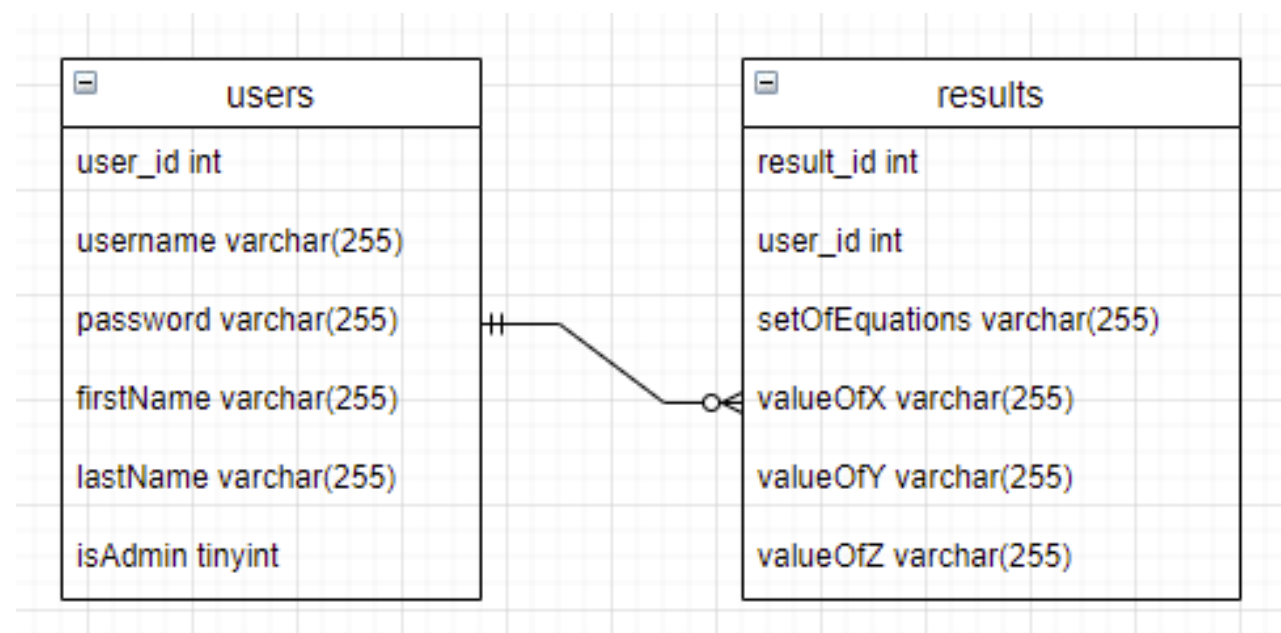 users
user_id int
username varchar(255)
password varchar(255)
firstName varchar(255)
lastName varchar(255)
isAdmin tinyint
results
result_id int
user_id int
setOfEquations varchar(255)
valueOfX varchar(255)
valueOfY varchar(255)
valueOfZ varchar(255)